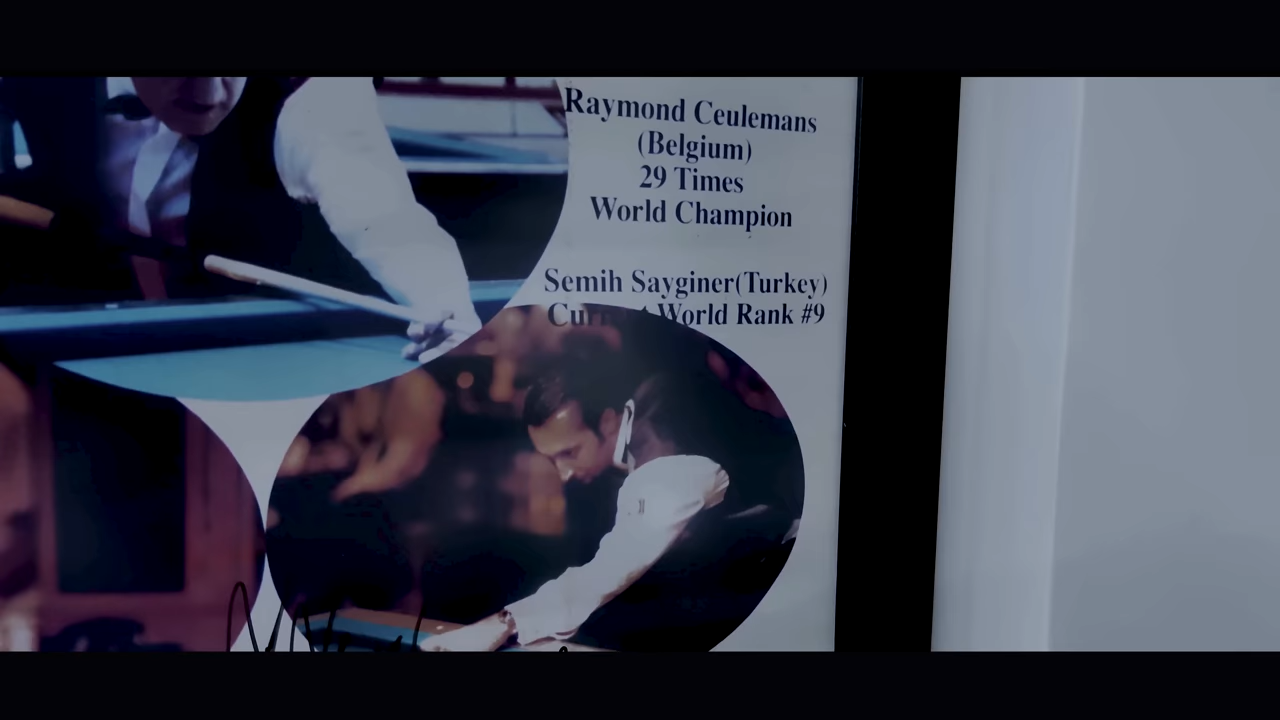 Raymond Ceulemans
(Belgium)
29 Times
World Champion
Semih Sayginer(Turkey)
World Rank #9